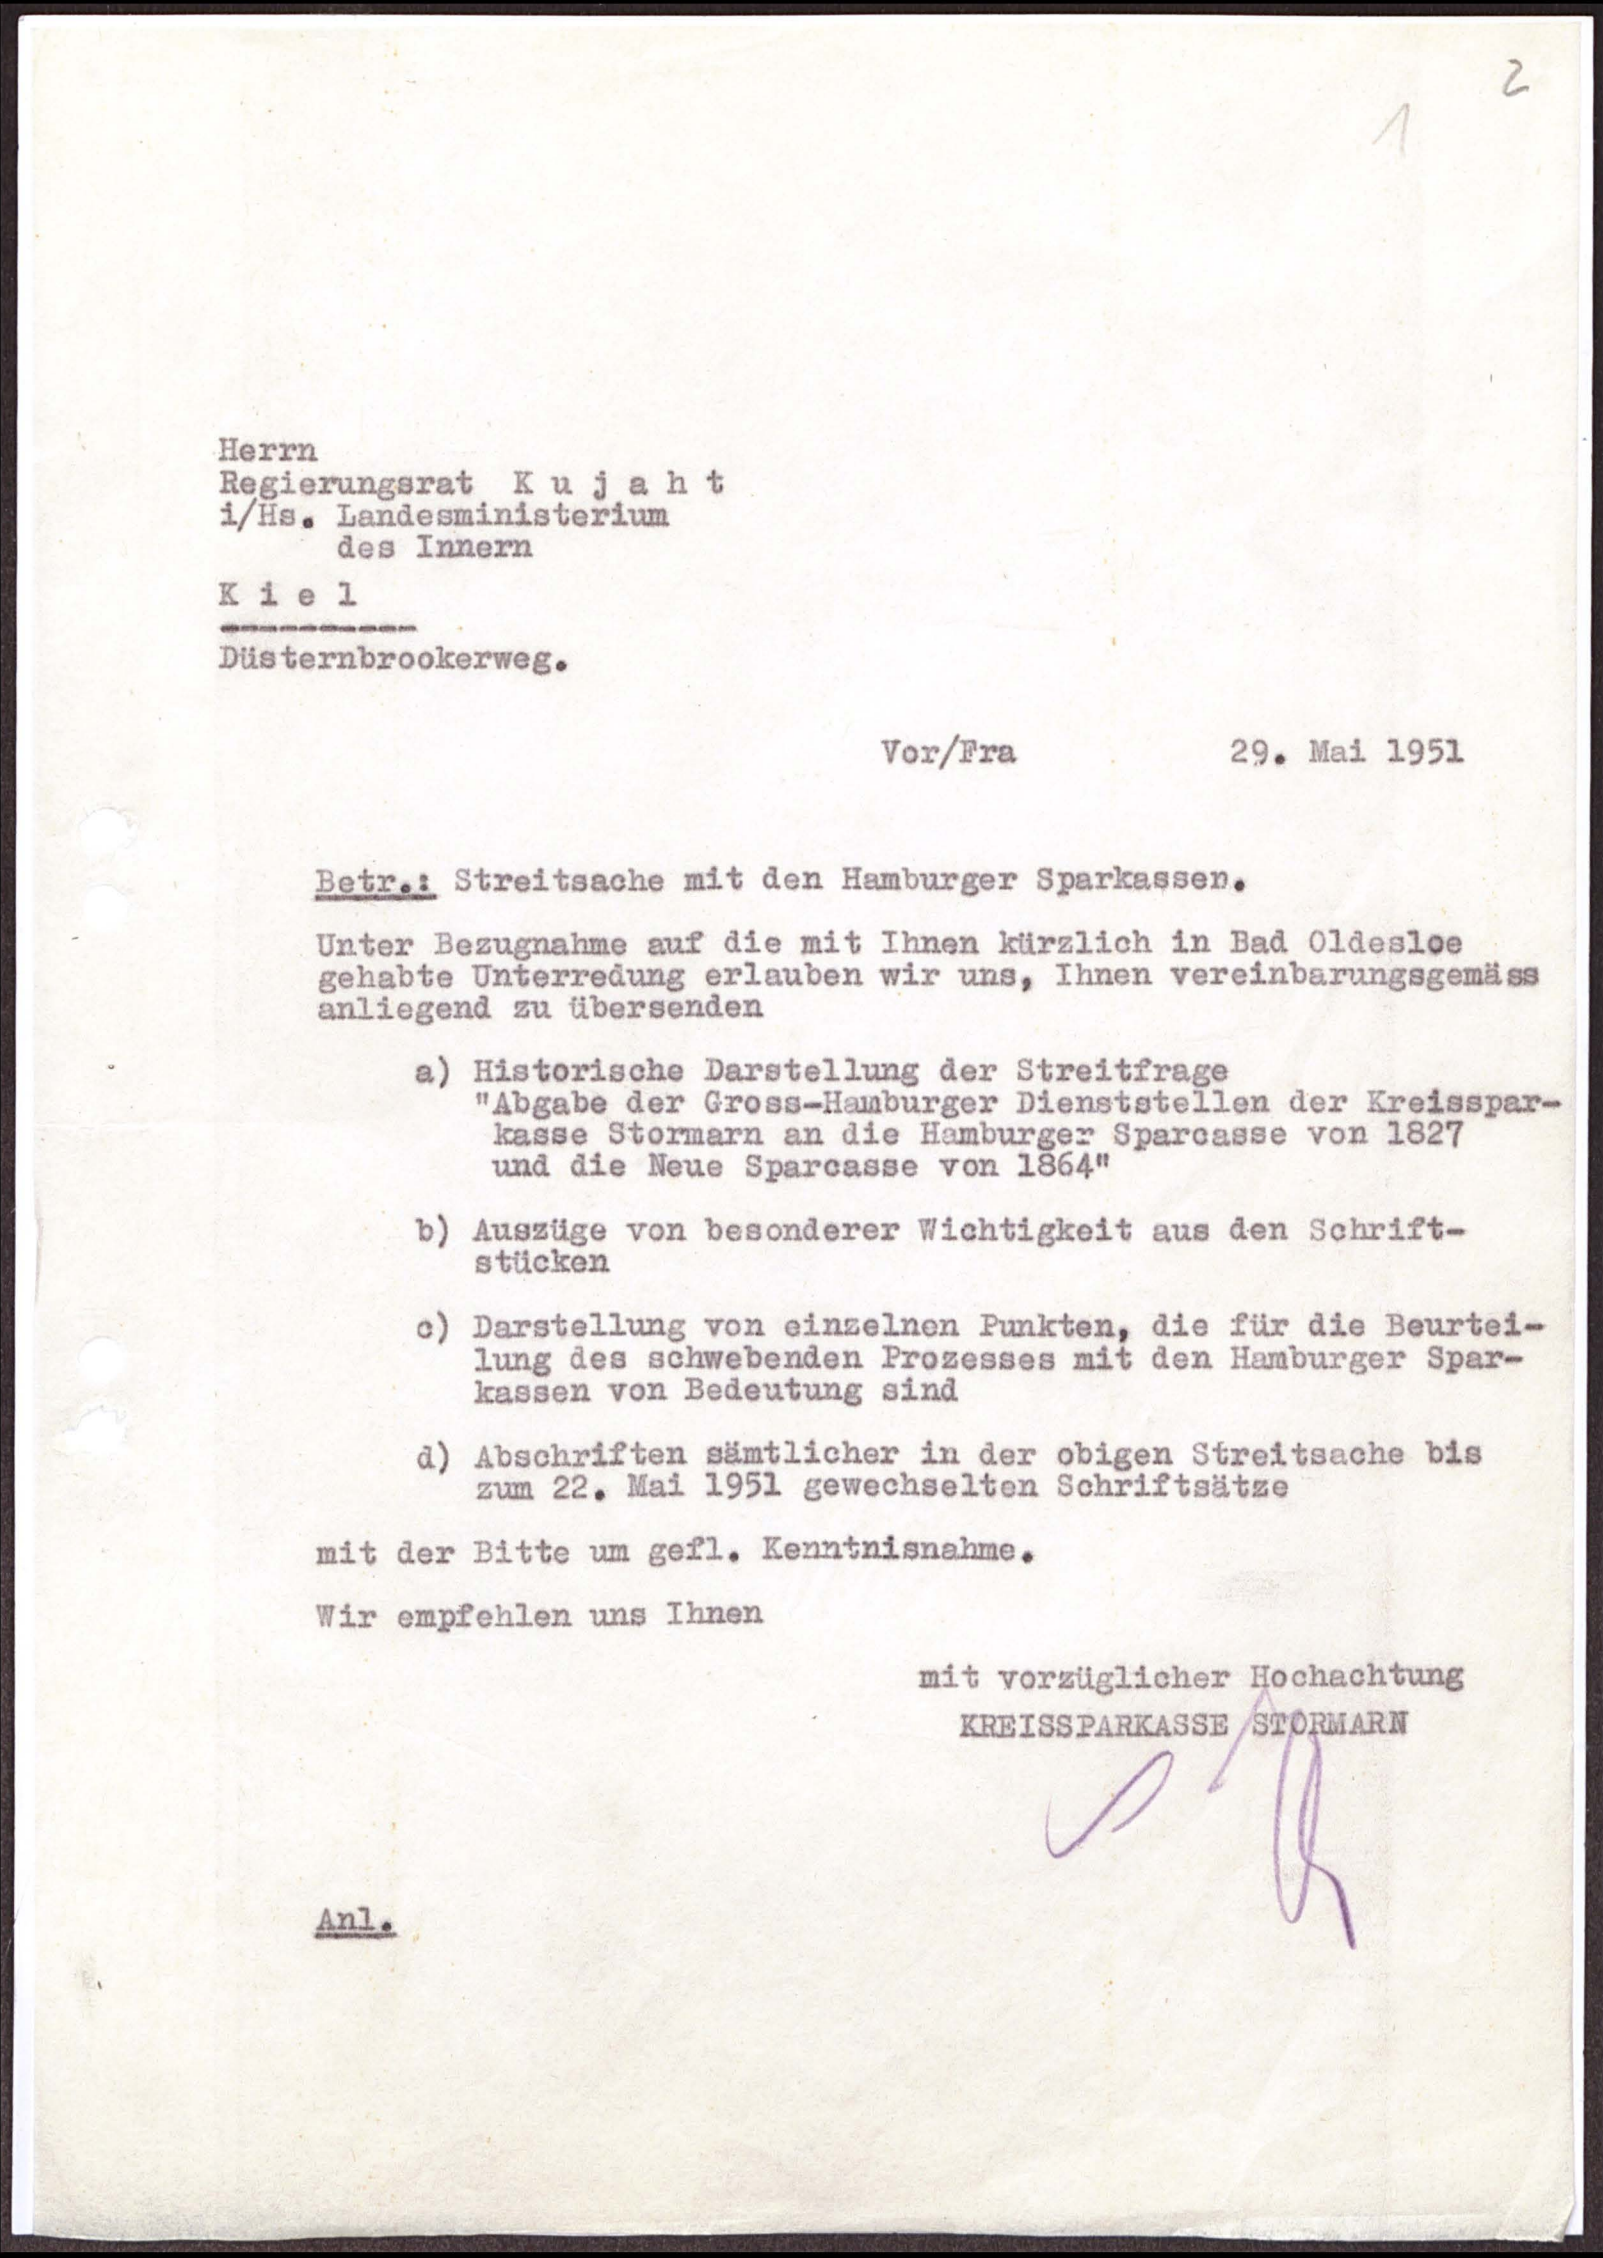 2
1
Herrn
Regierungsrat K u j a h t
i/Hs. Landesministerium
des Innern
K i e l
Düsternbrookerweg.
Vor/Fra 29. Mai 1951
Betr.: Streitsache mit den Hamburger Sparkassen.
Unter Bezugnahme auf die mit Ihnen kürzlich in Bad Oldesloe
gehabte Unterredung erlauben wir uns, Ihnen vereinbarungsgemäss
anliegend zu übersenden
a) Historische Darstellung der Streitfrage
"Abgabe der Gross-Hamburger Dienststellen der Kreisspar-
kasse Stormarn an die Hamburger Sparcasse von 1827
und die Neue Sparcasse von 1864"
b) Auszüge von besonderer Wichtigkeit aus den Schrift-
stücken
c) Darstellung von einzelnen Punkten, die für die Beurtei-
lung des schwebenden Prozesses mit den Hamburger Spar-
kassen von Bedeutung sind
d) Abschriften sämtlicher in der obigen Streitsache bis
zum 22. Mai 1951 gewechselten Schriftsätze
mit der Bitte um gefl. Kenntnisnahme.
Wir empfehlen uns Ihnen
mit vorzüglicher Hochachtung
KREISSPARKASSE STORMARN
Anl.